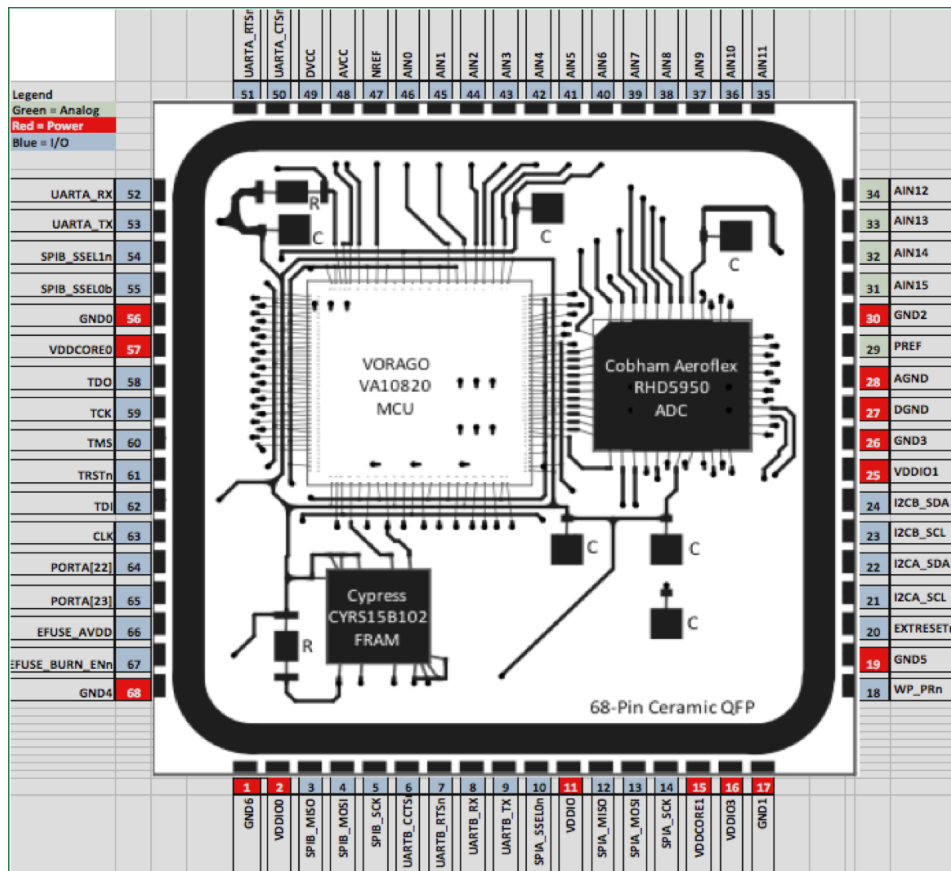 UARTA_RTSn
UARTA_CTSn
DVCC
AVCC
NREF
AIN0
AIN1
AIN2
AIN3
AIN4
AIN5
AIN6
AIN7
AIN8
AIN9
AIN10
AIN11
51 50 49 48 47 46 45 44 43 42 41 40 39 38 37 36 35
Legend
Green = Analog
Red = Power
Blue = I/O
UARTA_RX 52
UARTA_TX 53
SPIB_SSEL1n 54
SPIB_SSEL0b 55
GND0 56
VDDCORE0 57
TDO 58
TCK 59
TMS 60
TRSTn 61
TDI 62
CLK 63
PORTA[22] 64
PORTA[23] 65
EFUSE_AVDD 66
EFUSE_BURN_ENn 67
GND4 68
R
C
C
C
VORAGO
VA10820
MCU
Cobham Aeroflex
RHD5950
ADC
C
C
C
Cypress
CYRS15B102
FRAM
R
68-Pin Ceramic QFP
34 AIN12
33 AIN13
32 AIN14
31 AIN15
30 GND2
29 PREF
28 AGND
27 DGND
26 GND3
25 VDDIO1
24 I2CB_SDA
23 I2CB_SCL
22 I2CA_SDA
21 I2CA_SCL
20 EXTRESETn
19 GND5
18 WP_PRn
1 2 3 4 5 6 7 8 9 10 11 12 13 14 15 16 17
GND6
VDDIO0
SPIB_MISO
SPIB_MOSI
SPIB_SCK
UARTB_CCTSn
UARTB_RTSn
UARTB_RX
UARTB_TX
SPIA_SSEL0n
VDDIO
SPIA_MISO
SPIA_MOSI
SPIA_SCK
VDDCORE1
VDDIO3
GND1